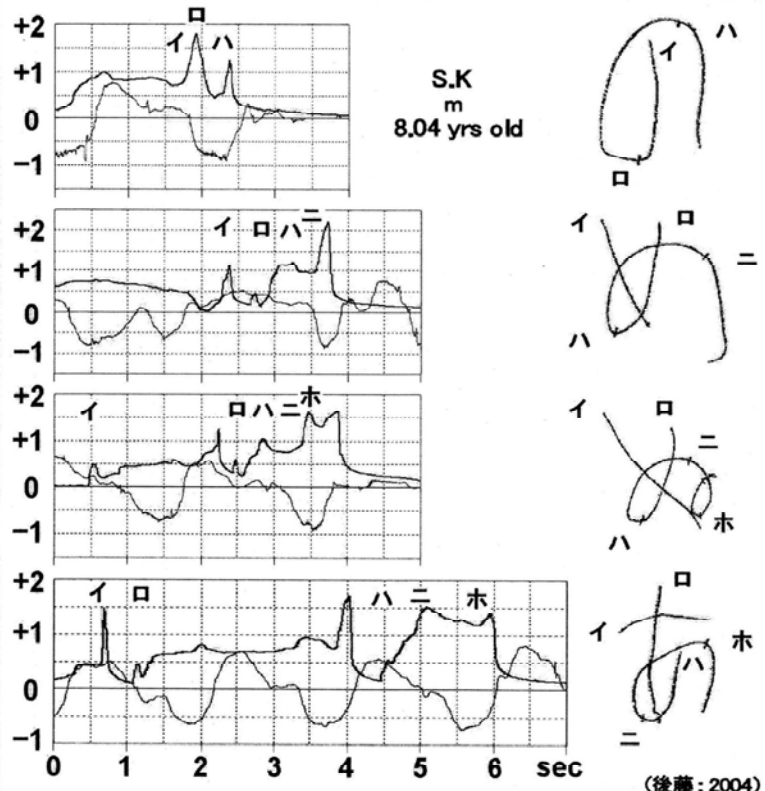 +2
+1
0
−1
イ ロ ハ
S.K
m
8.04 yrs old
イ ロ ハ
+2
+1
0
−1
イ ロ ハ ニ
イ ロ ハ ニ
+2
+1
0
−1
イ ロ ハ ニ ホ
イ ロ ハ ニ ホ
+2
+1
0
−1
イ ロ ハ ニ ホ
イ ロ ハ ニ ホ
0 1 2 3 4 5 6 sec
(後藤:2004)